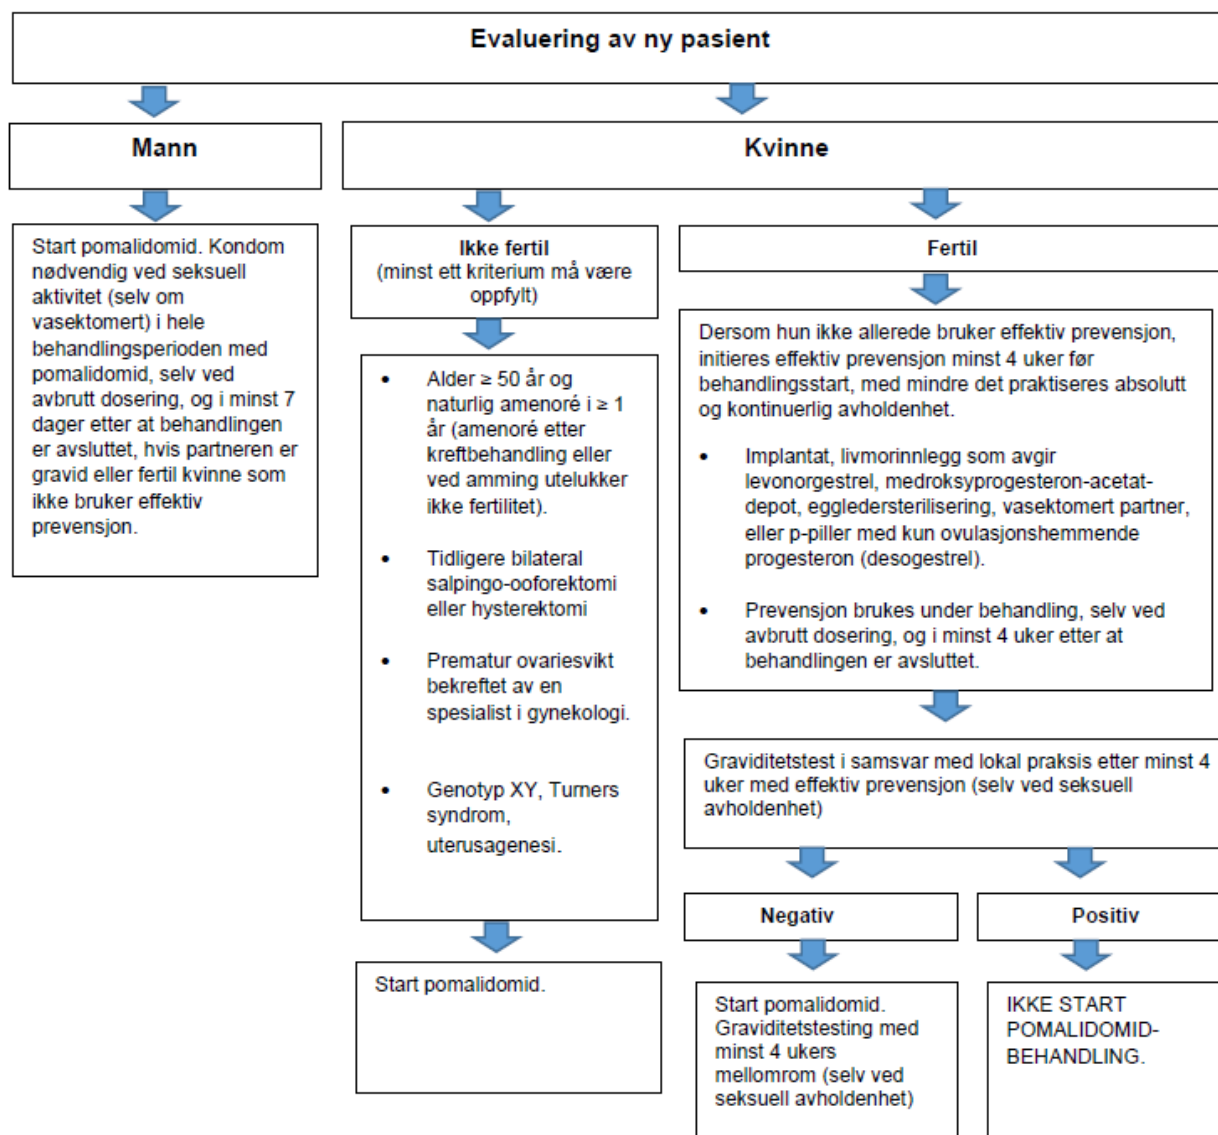 Evaluering av ny pasient
Mann
Kvinne
Start pomalidomid. Kondom
nødvendig ved seksuell
aktivitet (selv om
vasektomert) i hele
behandlingsperioden med
pomalidomid, selv ved
avbrutt dosering, og i minst 7
dager etter at behandlingen
er avsluttet, hvis partneren er
gravid eller fertil kvinne som
ikke bruker effektiv
prevensjon.
Ikke fertil
(minst ett kriterium må være
oppfylt)
• Alder ≥ 50 år og
naturlig amenoré i ≥ 1
år (amenoré etter
kreftbehandling eller
ved amming utelukker
ikke fertilitet).
• Tidligere bilateral
salpingo-ooforektomi
eller hysterektomi
• Prematur ovariesvikt
bekreftet av en
spesialist i gynekologi.
• Genotyp XY, Turners
syndrom,
uterusagenesi.
Start pomalidomid.
Fertil
Dersom hun ikke allerede bruker effektiv prevensjon,
initieres effektiv prevensjon minst 4 uker før
behandlingsstart, med mindre det praktiseres absolutt
og kontinuerlig avholdenhet.
• Implantat, livmorinnlegg som avgir
levonorgestrel, medroksyprogesteron-acetat-
depot, eggledersterilisering, vasektomert partner,
eller p-piller med kun ovulasjonshemmende
progesteron (desogestrel).
• Prevensjon brukes under behandling, selv ved
avbrutt dosering, og i minst 4 uker etter at
behandlingen er avsluttet.
Graviditetstest i samsvar med lokal praksis etter minst 4
uker med effektiv prevensjon (selv ved seksuell
avholdenhet)
Negativ
Positiv
Start pomalidomid.
Graviditetstesting med
minst 4 ukers
mellomrom (selv ved
seksuell avholdenhet)
IKKE START
POMALIDOMID-
BEHANDLING.